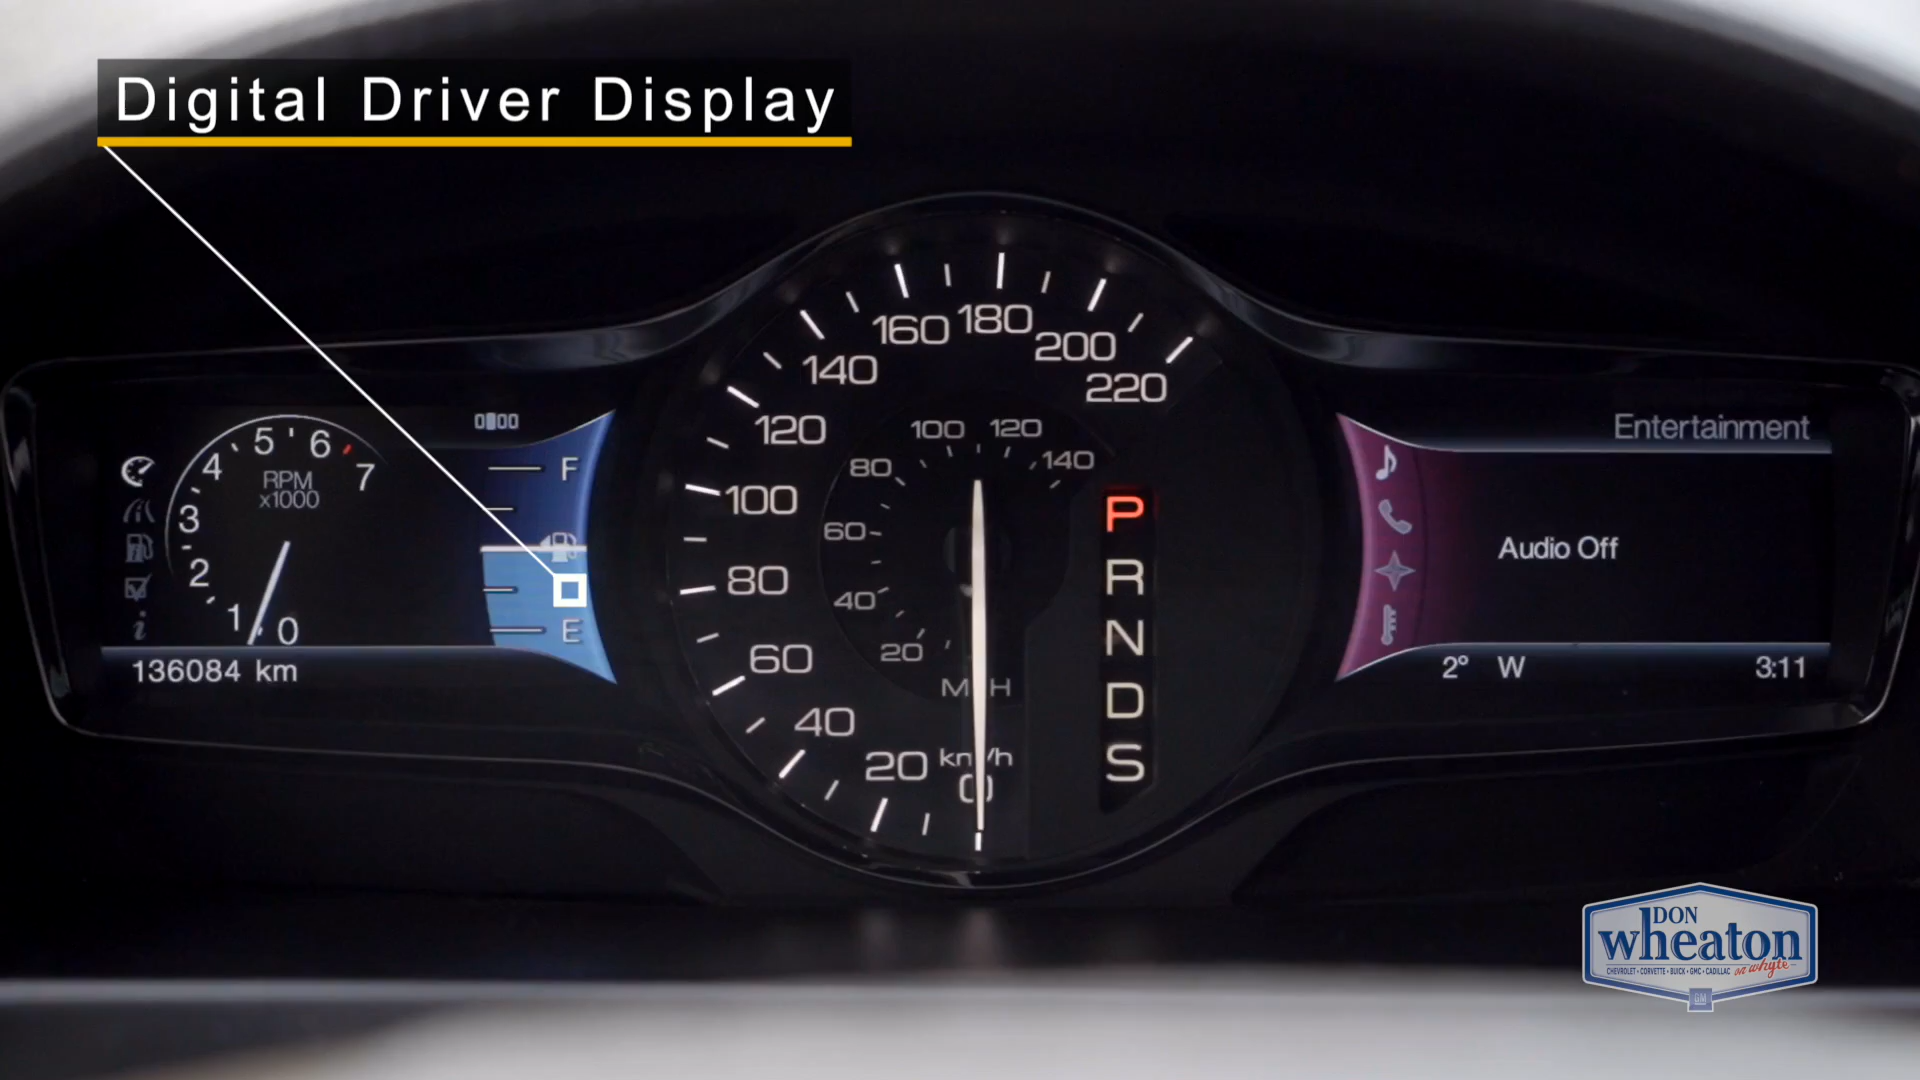 Digital Driver Display
5 6
4 7
RPM
x1000
3
2
1 0
F
E
136084 km
160 180
200
140
220
120
100
80
60
40
20 km/h
0
100 120
80 140
60
40
20
MPH
P
R
N
D
S
Entertainment
Audio Off
2° W 3:11
DON
wheaton
CHEVROLET • CORVETTE • BUICK • GMC • CADILLAC on whyte
GM